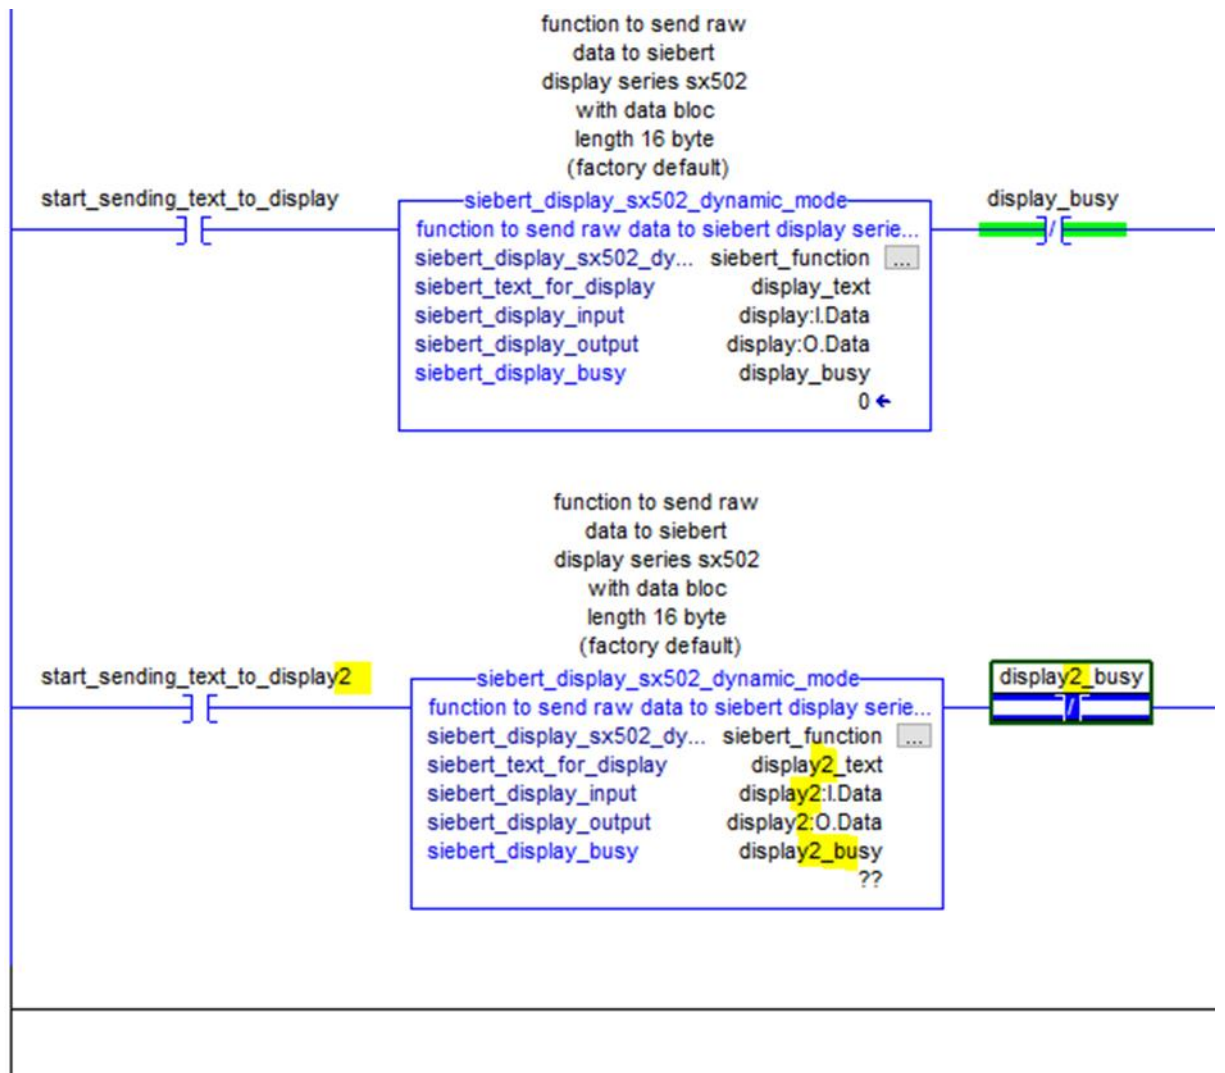 function to send raw
data to siebert
display series sx502
with data bloc
length 16 byte
(factory default)
start_sending_text_to_display
siebert_display_sx502_dynamic_mode
display_busy
function to send raw data to siebert display serie...
siebert_display_sx502_dy... siebert_function ...
siebert_text_for_display display_text
siebert_display_input display:I.Data
siebert_display_output display:O.Data
siebert_display_busy display_busy
0
function to send raw
data to siebert
display series sx502
with data bloc
length 16 byte
(factory default)
start_sending_text_to_display2
siebert_display_sx502_dynamic_mode
display2_busy
function to send raw data to siebert display serie...
siebert_display_sx502_dy... siebert_function ...
siebert_text_for_display display2_text
siebert_display_input display2:I.Data
siebert_display_output display2:O.Data
siebert_display_busy display2_busy
??